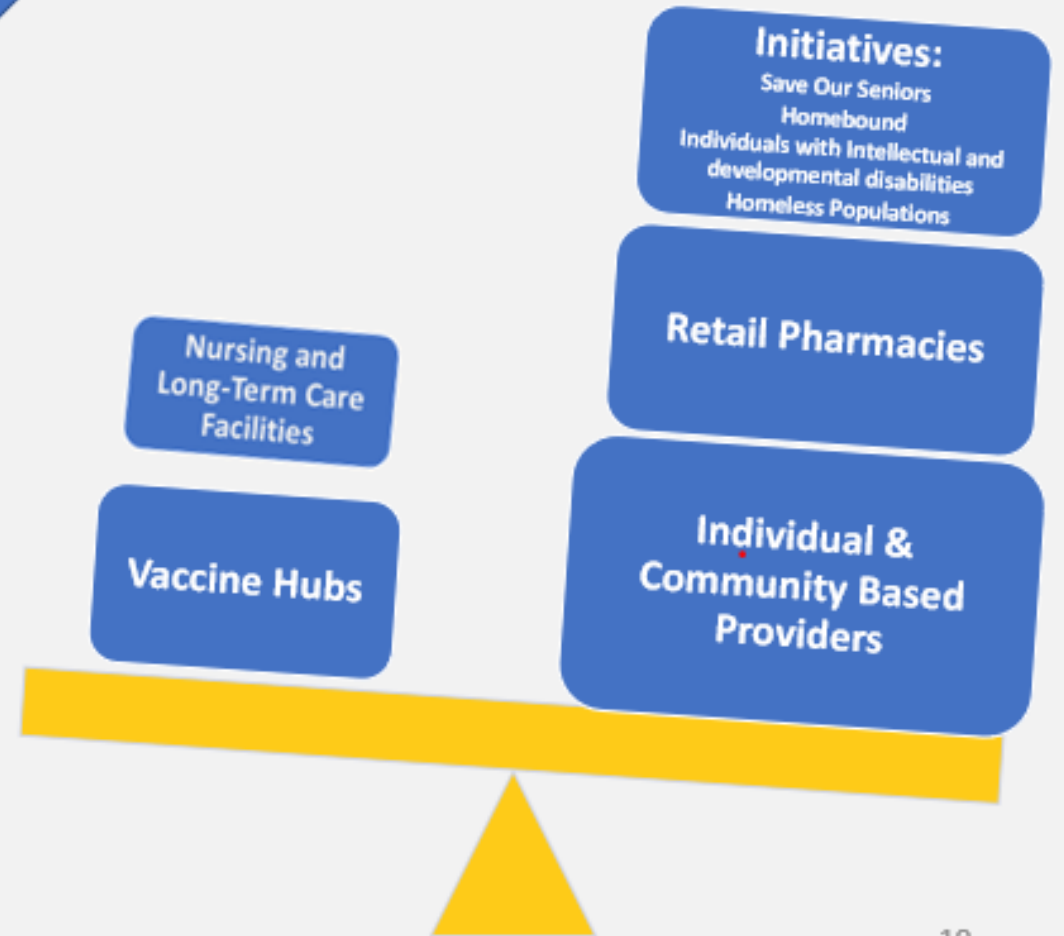 Initiatives:
Save Our Seniors
Homebound
Individuals with Intellectual and
developmental disabilities
Homeless Populations
Retail Pharmacies
Nursing and
Long-Term Care
Facilities
Individual &
Community Based
Providers
Vaccine Hubs